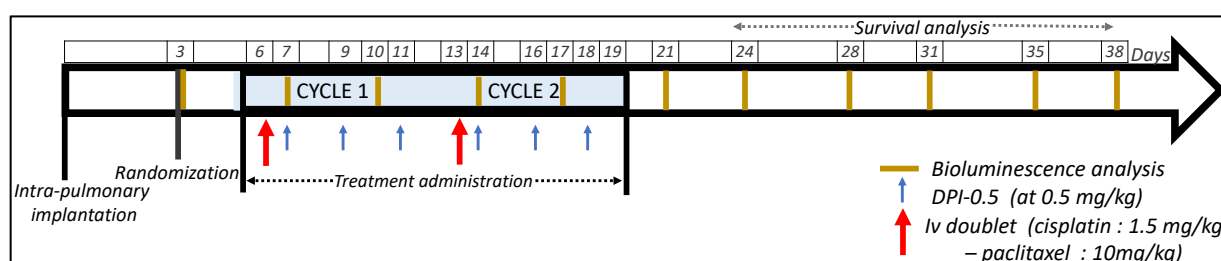 Survival analysis
3 6 7 9 10 11 13 14 16 17 18 19 21 24 28 31 35 38 Days
CYCLE 1 CYCLE 2
Randomization
Treatment administration
Intra-pulmonary
implantation
Bioluminescence analysis
DPI-0.5 (at 0.5 mg/kg)
Iv doublet (cisplatin : 1.5 mg/kg
– paclitaxel : 10mg/kg)